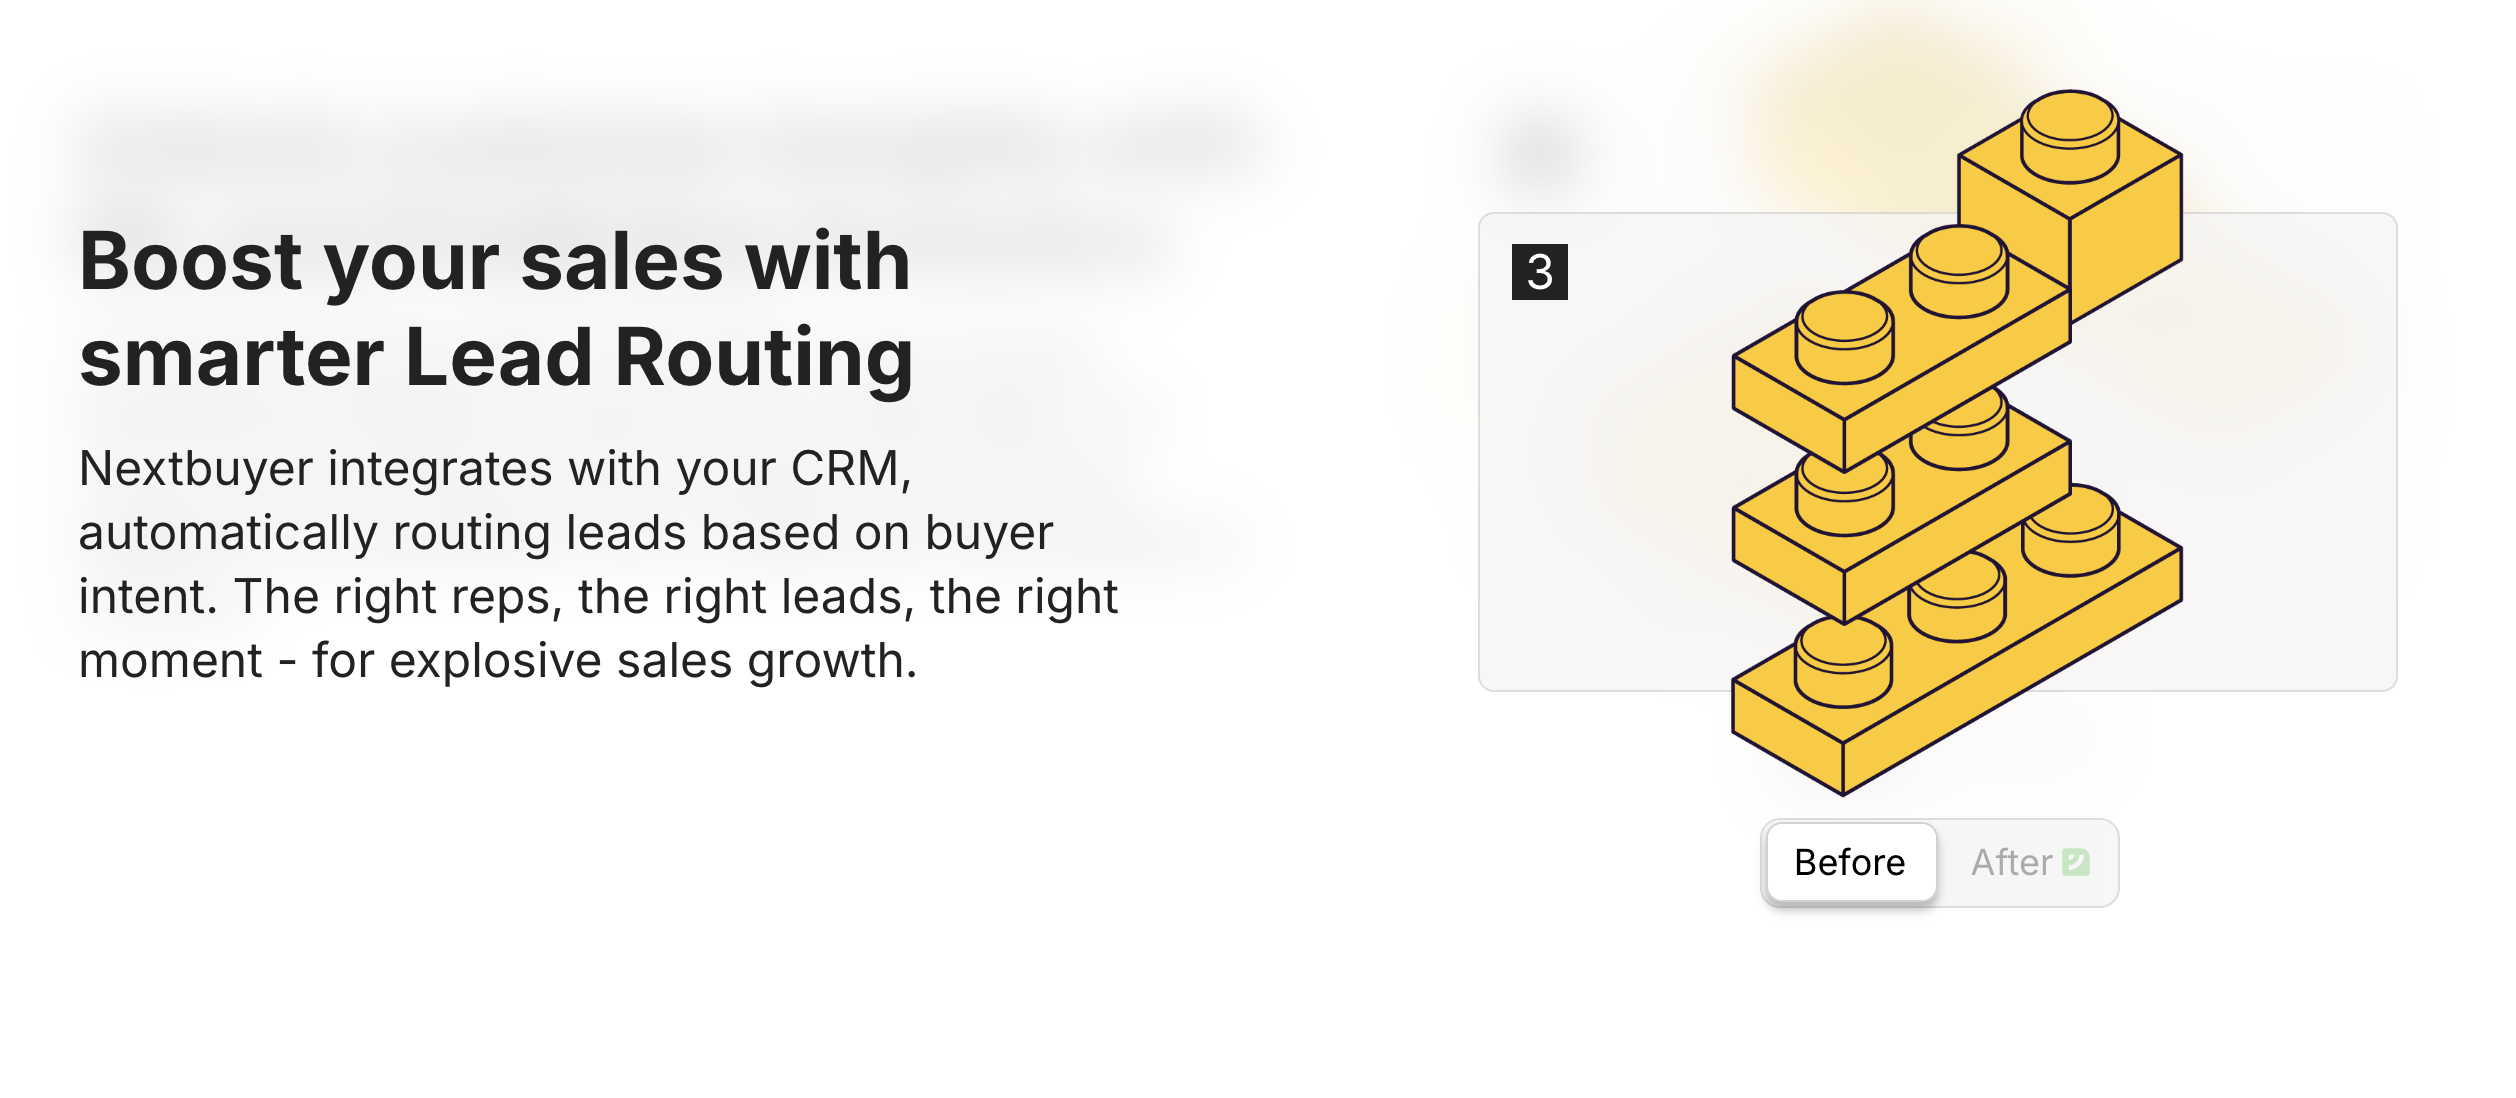 Boost your sales with
smarter Lead Routing
Nextbuyer integrates with your CRM,
automatically routing leads based on buyer
intent. The right reps, the right leads, the right
moment - for explosive sales growth.
3
Before
After